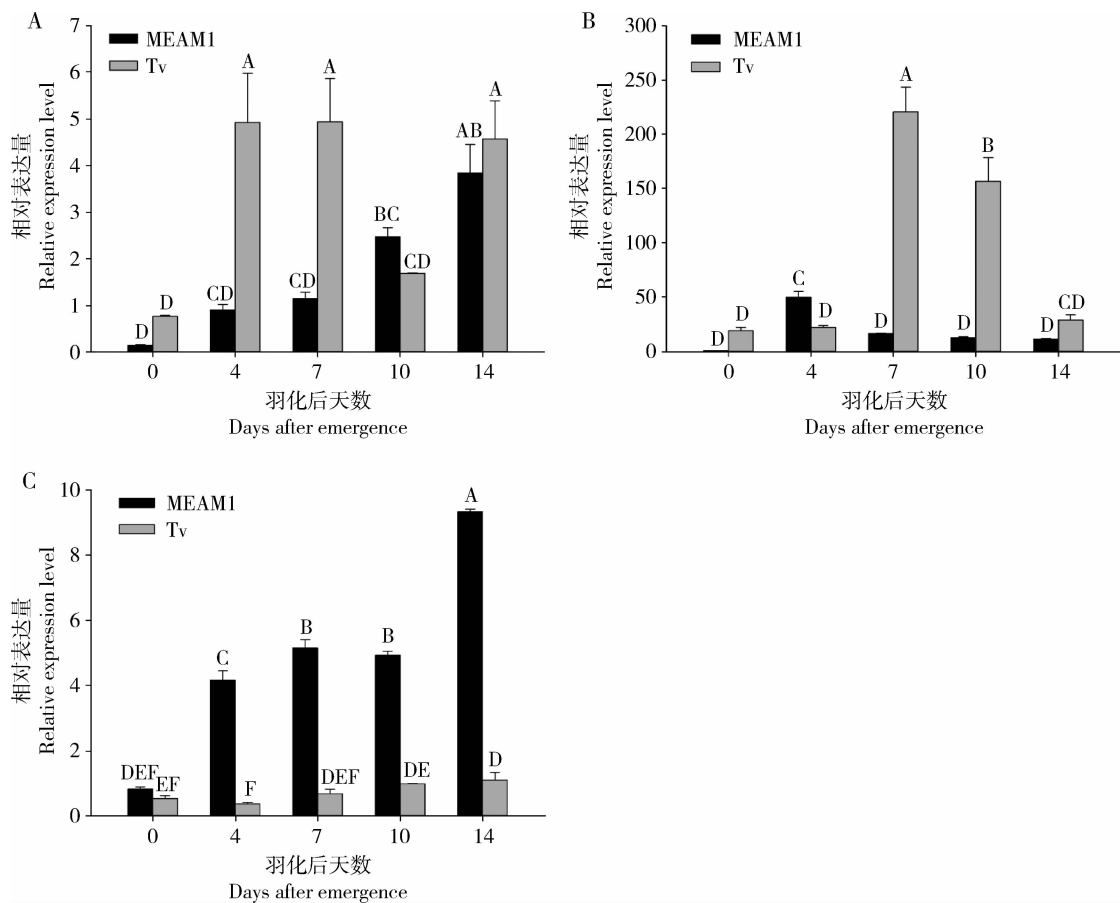 A
MEAM1
Tv
相对表达量
Relative expression level
7
6
5
4
3
2
1
0
D
D
CD
A
CD
A
BC
CD
AB
A
0 4 7 10 14
羽化后天数
Days after emergence
B
MEAM1
Tv
相对表达量
Relative expression level
300
250
200
150
100
50
0
D
D
C
D
D
A
D
B
D
CD
0 4 7 10 14
羽化后天数
Days after emergence
C
MEAM1
Tv
相对表达量
Relative expression level
10
8
6
4
2
0
DEF
EF
C
F
B
DEF
B
DE
A
D
0 4 7 10 14
羽化后天数
Days after emergence